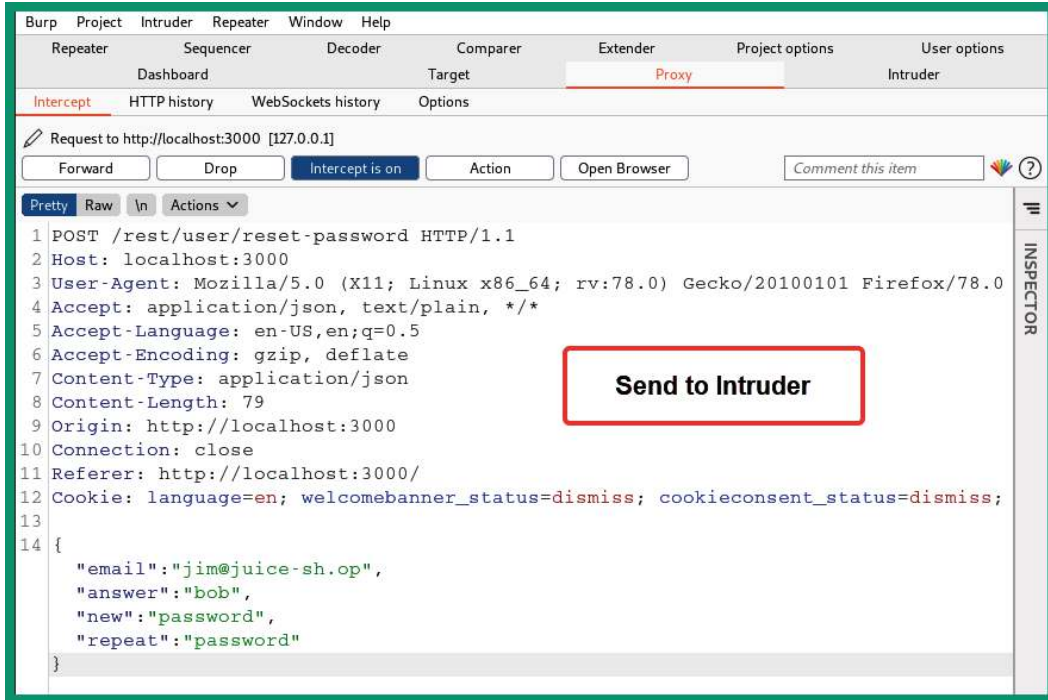 Burp Project Intruder Repeater Window Help
Repeater Sequencer Decoder Comparer Extender Project options User options
Dashboard Target Proxy Intruder
Intercept HTTP history WebSockets history Options
Request to http://localhost:3000 [127.0.0.1]
Forward Drop Intercept is on Action Open Browser Comment this item ?
Pretty Raw \n Actions
1 POST /rest/user/reset-password HTTP/1.1
2 Host: localhost:3000
3 User-Agent: Mozilla/5.0 (X11; Linux x86_64; rv:78.0) Gecko/20100101 Firefox/78.0
4 Accept: application/json, text/plain, */*
5 Accept-Language: en-US,en;q=0.5
6 Accept-Encoding: gzip, deflate
7 Content-Type: application/json
8 Content-Length: 79
9 Origin: http://localhost:3000
10 Connection: close
11 Referer: http://localhost:3000/
12 Cookie: language=en; welcomebanner_status=dismiss; cookieconsent_status=dismiss;
13
14 {
"email":"jim@juice-sh.op",
"answer":"bob",
"new":"password",
"repeat":"password"
}
Send to Intruder
INSPECTOR